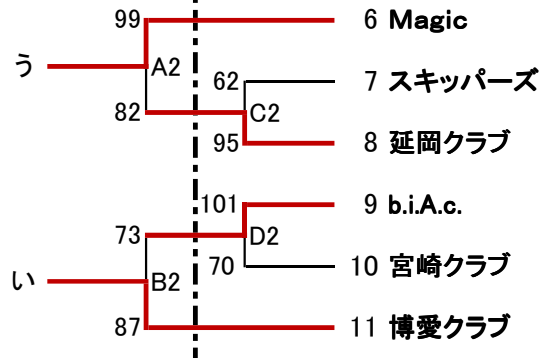 99
6 Magic
う
A2
62
7 スキッパーズ
82
C2
95
8 延岡クラブ
101
9 b.i.A.c.
73
D2
70
10 宮崎クラブ
い
B2
87
11 博愛クラブ